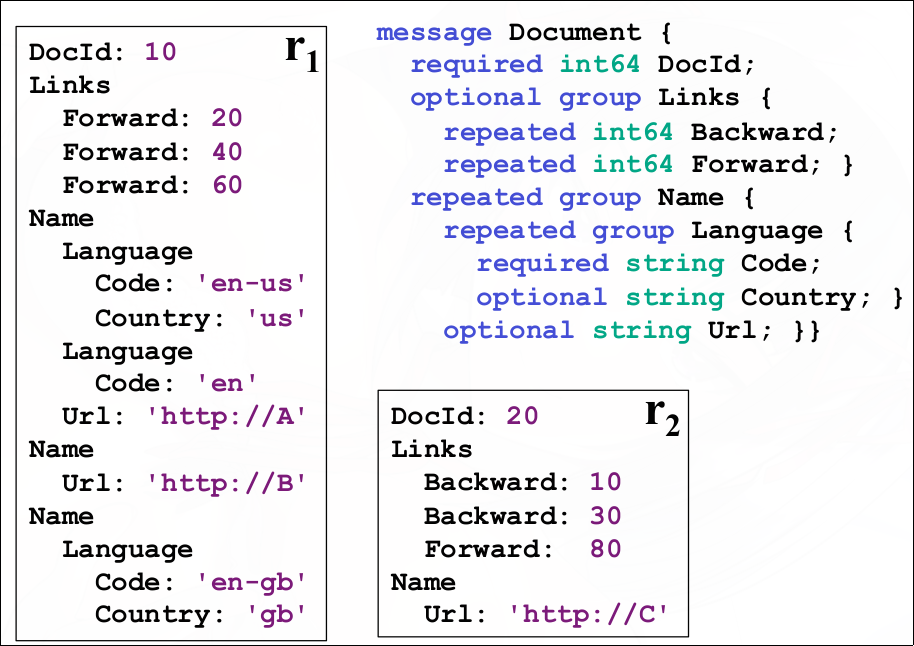 DocId: 10 r1
Links
Forward: 20
Forward: 40
Forward: 60
Name
Language
Code: 'en-us'
Country: 'us'
Language
Code: 'en'
Url: 'http://A'
Name
Url: 'http://B'
Name
Language
Code: 'en-gb'
Country: 'gb'
message Document {
required int64 DocId;
optional group Links {
repeated int64 Backward;
repeated int64 Forward; }
repeated group Name {
repeated group Language {
required string Code;
optional string Country; }
optional string Url; }}
DocId: 20 r2
Links
Backward: 10
Backward: 30
Forward: 80
Name
Url: 'http://C'